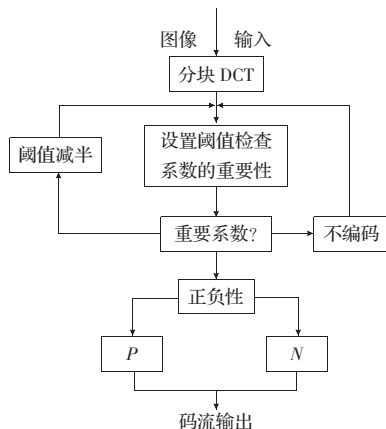 图像 输入
分块 DCT
设置阈值检查
系数的重要性
阈值减半
重要系数?
不编码
正负性
P
N
码流输出